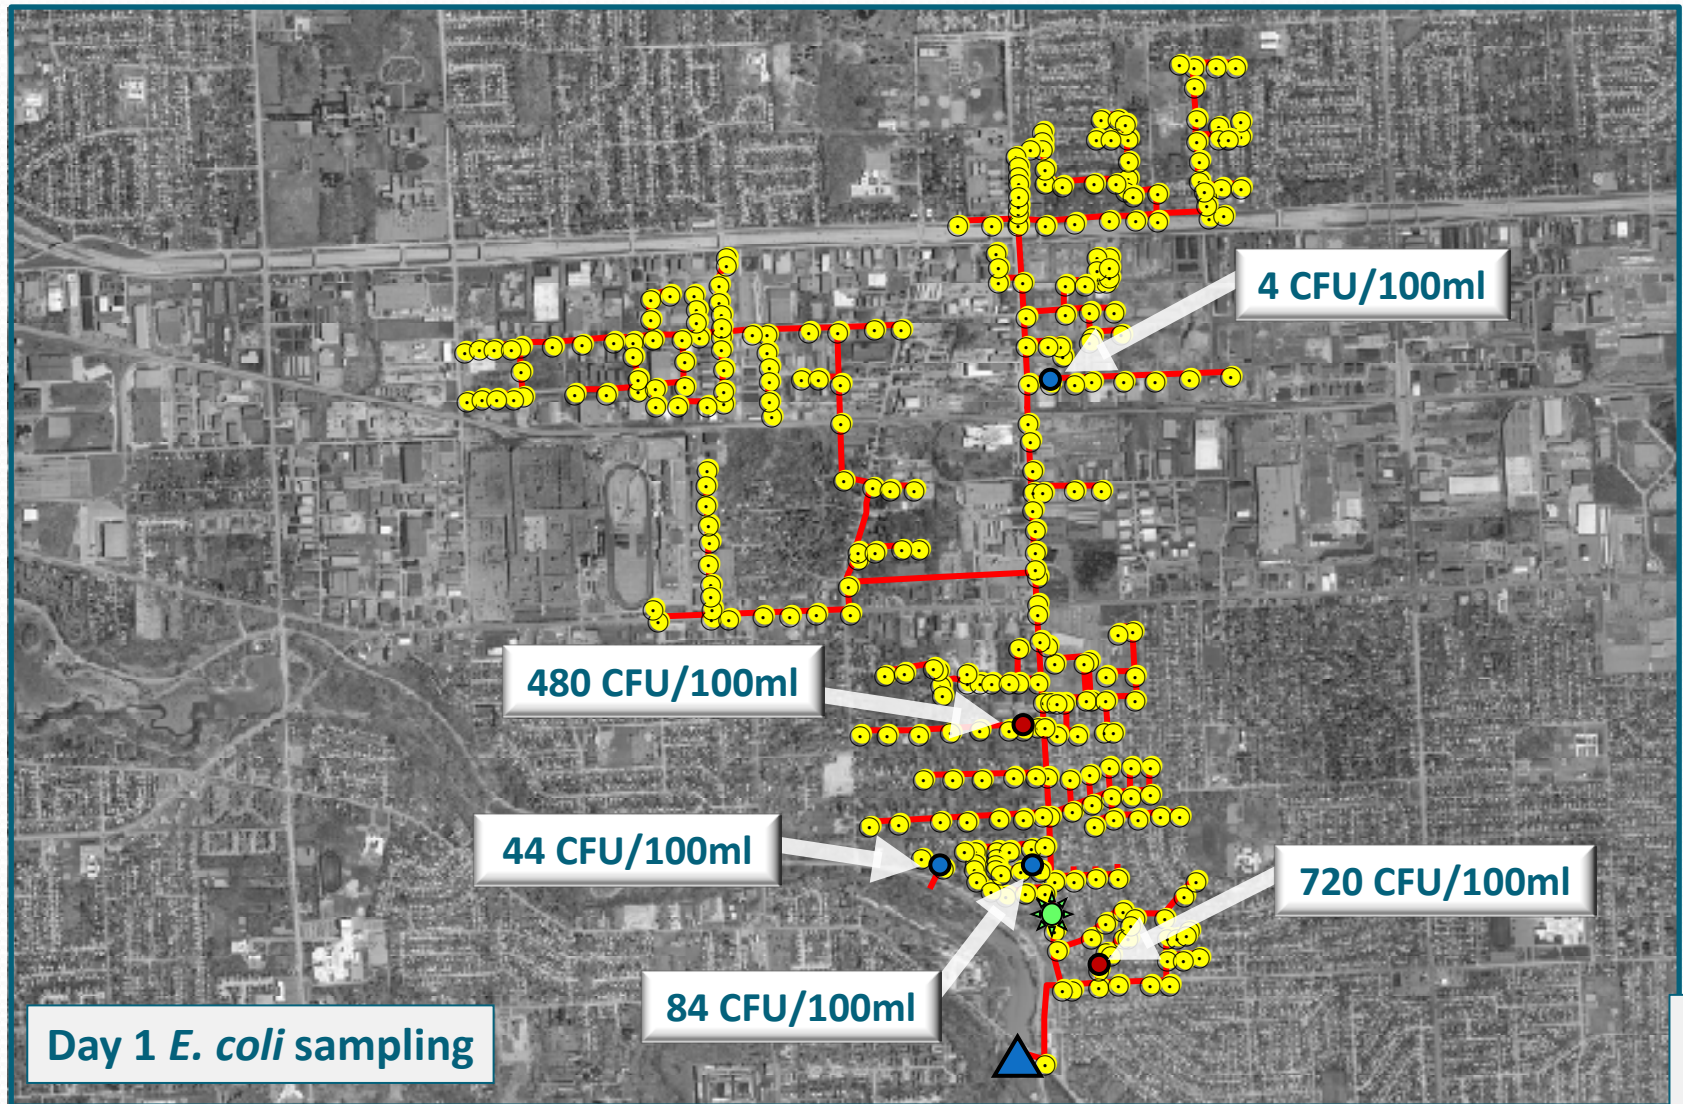 4 CFU/100ml
480 CFU/100ml
44 CFU/100ml
720 CFU/100ml
84 CFU/100ml
Day 1 E. coli sampling